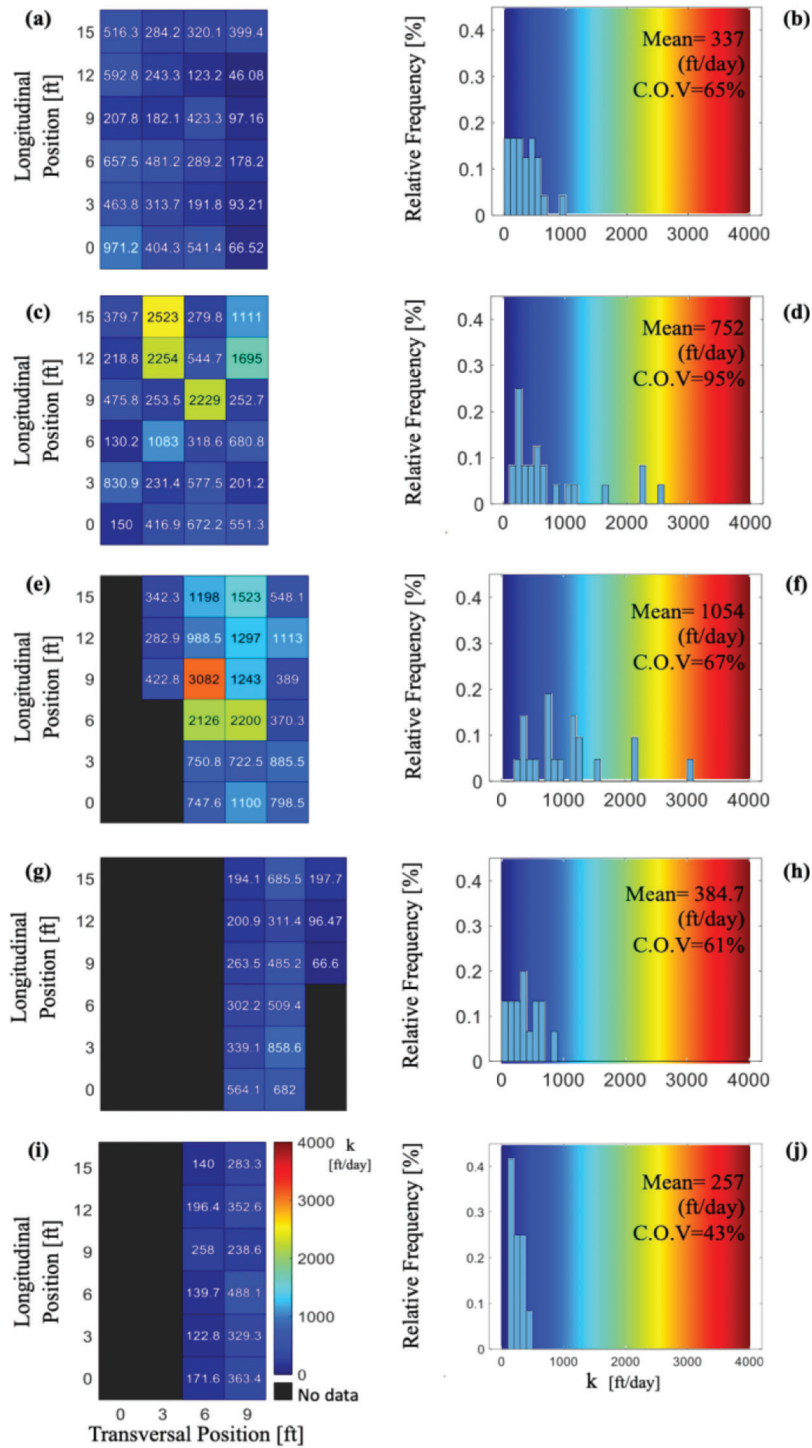 (a)
Longitudinal
Position [ft]
15 516.3 284.2 320.1 399.4
12 592.8 243.3 123.2 46.08
9 207.8 182.1 423.3 97.16
6 657.5 481.2 289.2 178.2
3 463.8 313.7 191.8 93.21
0 971.2 404.3 541.4 66.52
(b)
Relative Frequency [%]
0.4
0.3
0.2
0.1
0
Mean= 337
(ft/day)
C.O.V=65%
0 1000 2000 3000 4000
(c)
Longitudinal
Position [ft]
15 379.7 2523 279.8 1111
12 218.8 2254 544.7 1695
9 475.8 253.5 2229 252.7
6 130.2 1083 318.6 680.8
3 830.9 231.4 577.5 201.2
0 150 416.9 672.2 551.3
(d)
Relative Frequency [%]
0.4
0.3
0.2
0.1
0
Mean= 752
(ft/day)
C.O.V=95%
0 1000 2000 3000 4000
(e)
Longitudinal
Position [ft]
15 342.3 1198 1523 548.1
12 282.9 988.5 1297 1113
9 422.8 3082 1243 389
6 2126 2200 370.3
3 750.8 722.5 885.5
0 747.6 1100 798.5
(f)
Relative Frequency [%]
0.4
0.3
0.2
0.1
0
Mean= 1054
(ft/day)
C.O.V=67%
0 1000 2000 3000 4000
(g)
Longitudinal
Position [ft]
15 194.1 685.5 197.7
12 200.9 311.4 96.47
9 263.5 485.2 66.6
6 302.2 509.4
3 339.1 858.6
0 564.1 682
(h)
Relative Frequency [%]
0.4
0.3
0.2
0.1
0
Mean= 384.7
(ft/day)
C.O.V=61%
0 1000 2000 3000 4000
(i)
Longitudinal
Position [ft]
15 140 283.3
12 196.4 352.6
9 258 238.6
6 139.7 488.1
3 122.8 329.3
0 171.6 363.4
0 3 6 9
Transversal Position [ft]
4000 k
[ft/day]
3000
2000
1000
0
No data
(j)
Relative Frequency [%]
0.4
0.3
0.2
0.1
0
Mean= 257
(ft/day)
C.O.V=43%
0 1000 2000 3000 4000
k [ft/day]